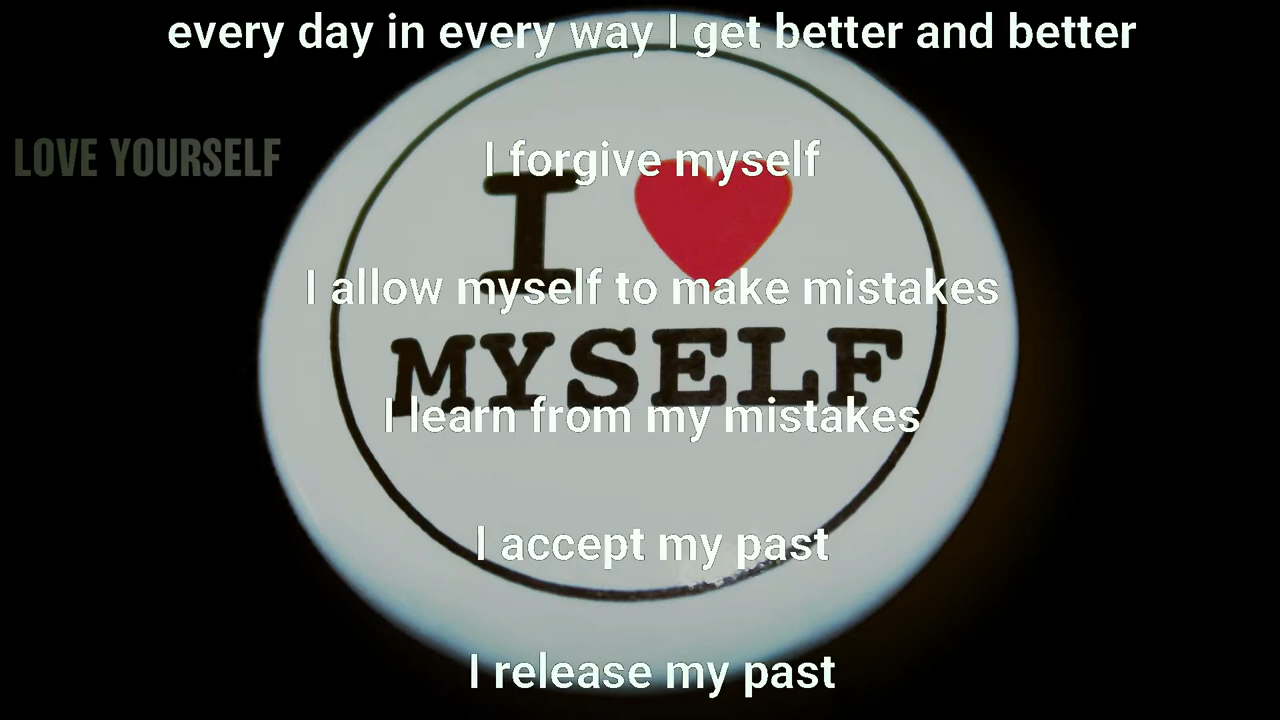 every day in every way I get better and better
LOVE YOURSELF
I forgive myself
I ❤
I allow myself to make mistakes
MYSELF
I learn from my mistakes
I accept my past
I release my past